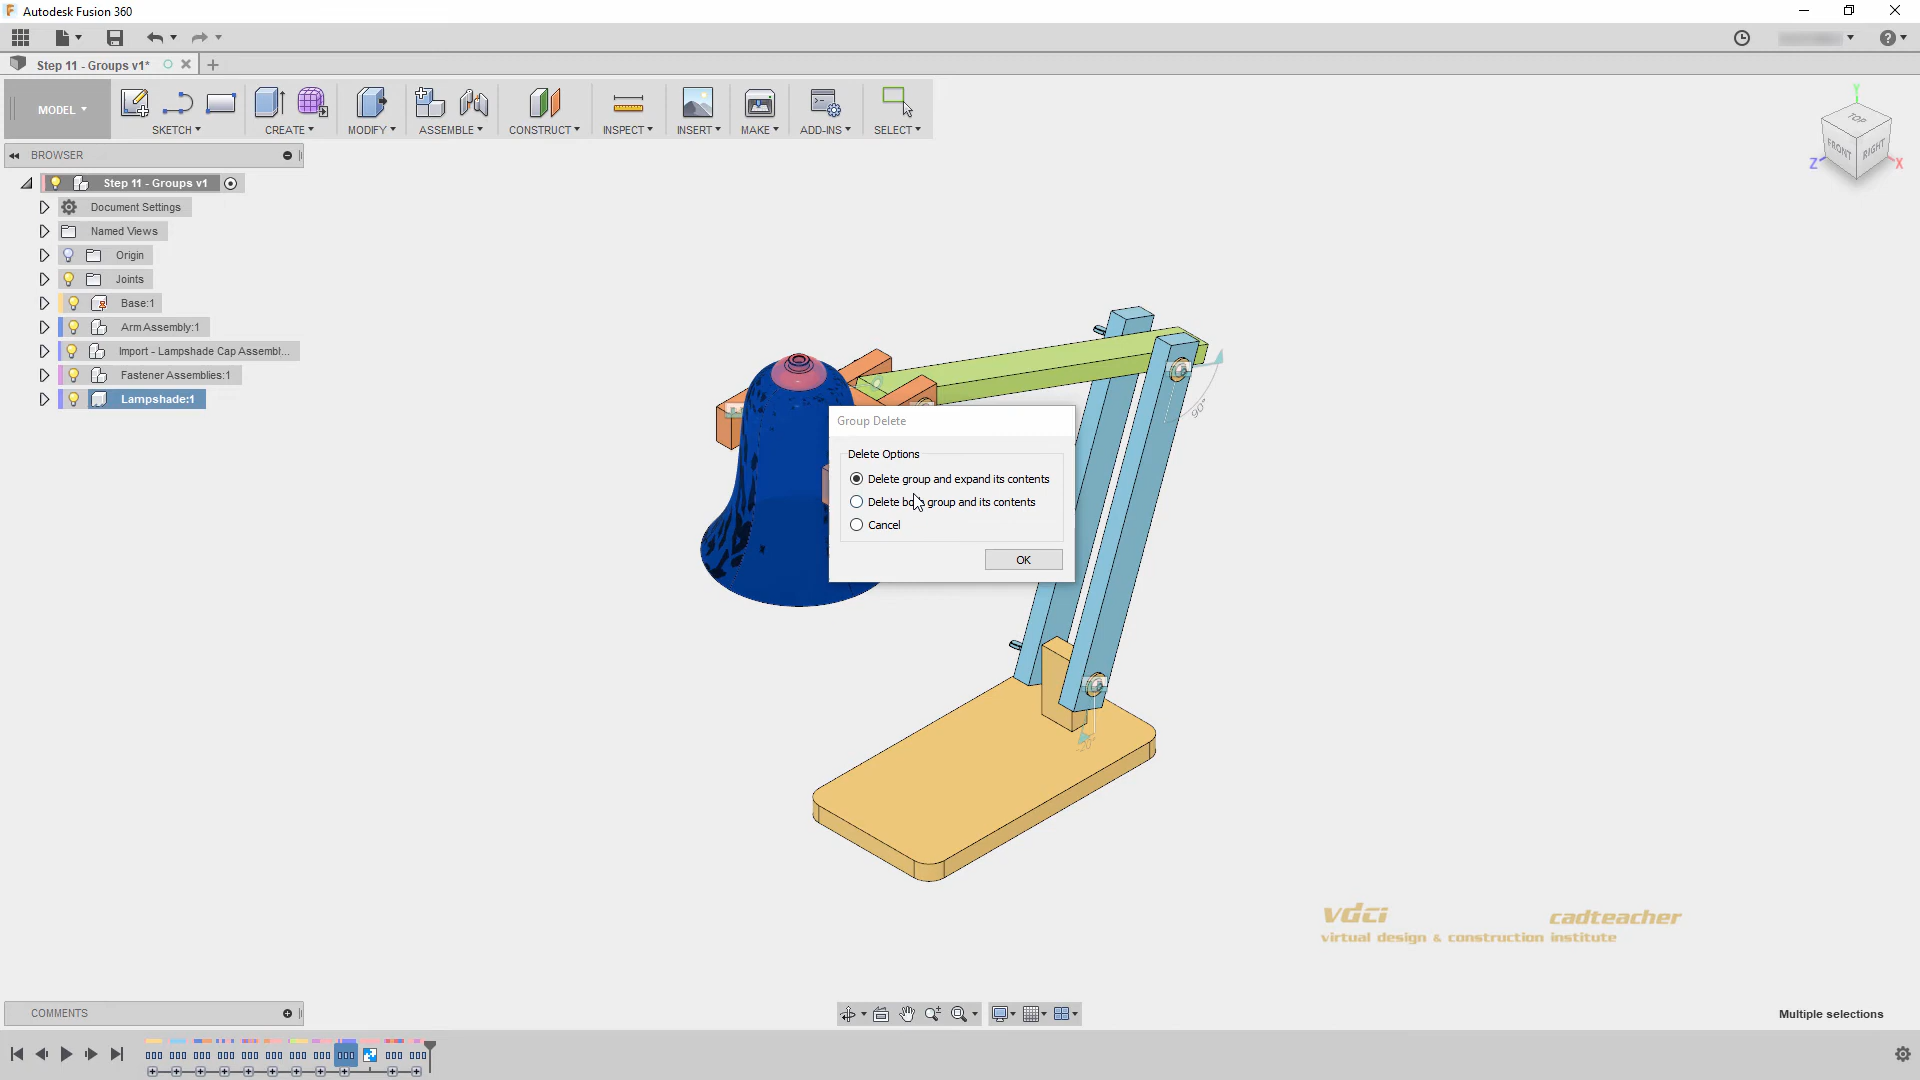 Autodesk Fusion 360
Step 11 - Groups v1*
MODEL
SKETCH
CREATE
MODIFY
ASSEMBLE
CONSTRUCT
INSPECT
INSERT
MAKE
ADD-INS
SELECT
BROWSER
Step 11 - Groups v1
Document Settings
Named Views
Origin
Joints
Base:1
Arm Assembly:1
Import - Lampshade Cap Assembl...
Fastener Assemblies:1
Lampshade:1
Y
TOP
FRONT
RIGHT
Z
X
90°
Group Delete
Delete Options
Delete group and expand its contents
Delete both group and its contents
Cancel
OK
vdci
cadteacher
virtual design & construction institute
COMMENTS
Multiple selections